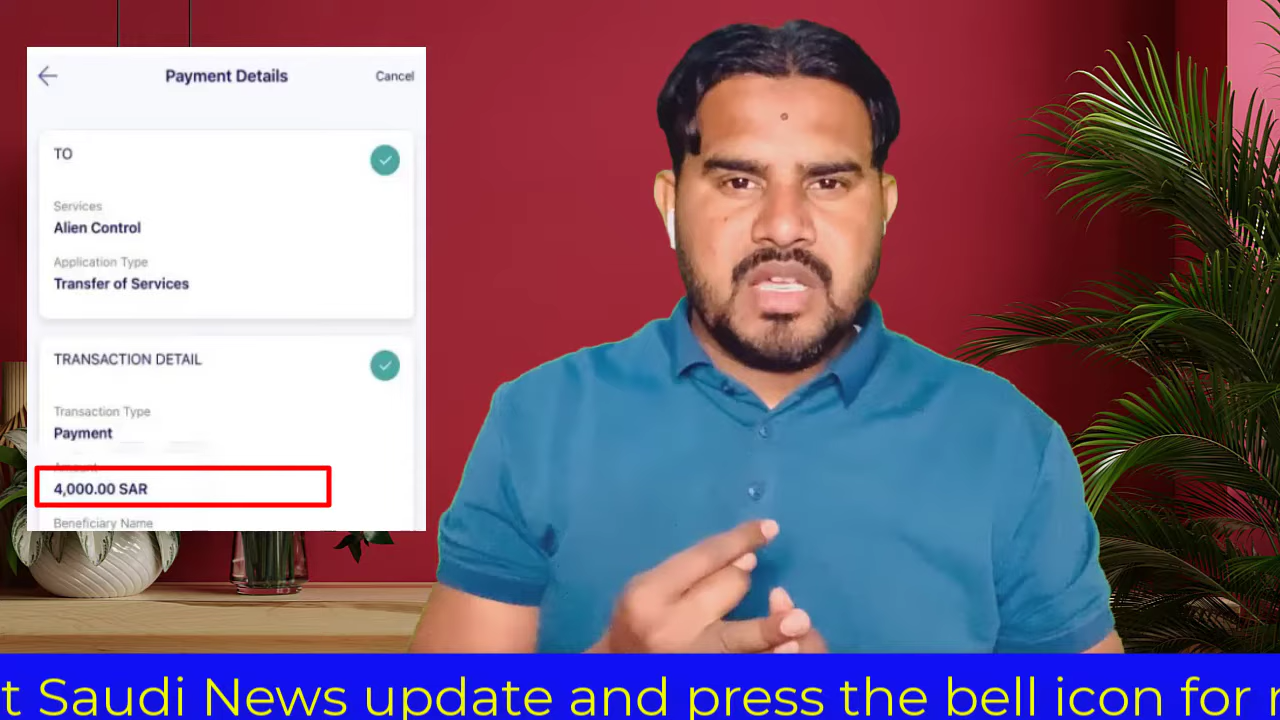 Payment Details
Cancel
TO
Services
Alien Control
Application Type
Transfer of Services
TRANSACTION DETAIL
Transaction Type
Payment
Amount
4,000.00 SAR
Beneficiary Name
t Saudi News update and press the bell icon for